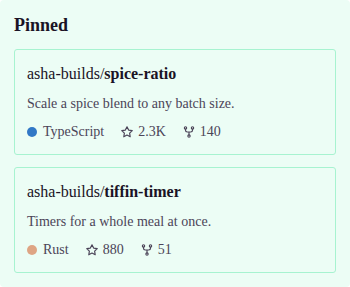 Pinned
asha-builds/spice-ratio
Scale a spice blend to any batch size.
TypeScript 2.3K 140
asha-builds/tiffin-timer
Timers for a whole meal at once.
Rust 880 51